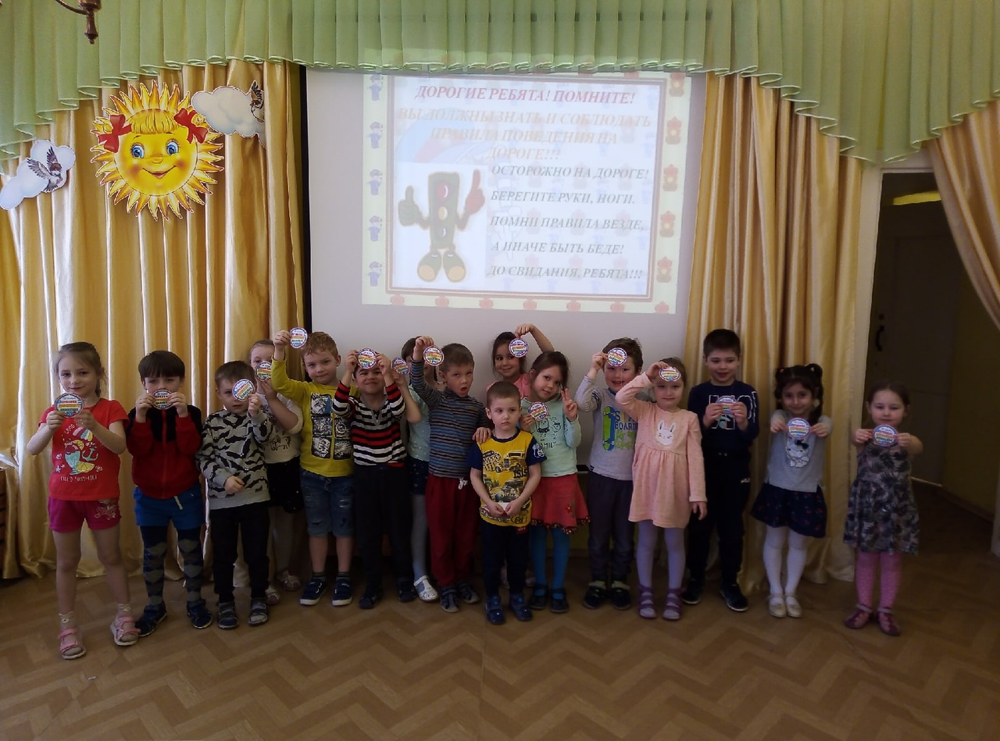 ДОРОГИЕ РЕБЯТА! ПОМНИТЕ!
ВЫ ДОЛЖНЫ ЗНАТЬ И СОБЛЮДАТЬ
ПРАВИЛА ПОВЕДЕНИЯ НА
ДОРОГЕ!!!
ОСТОРОЖНО НА ДОРОГЕ!
БЕРЕГИТЕ РУКИ, НОГИ.
ПОМНИ ПРАВИЛА ВЕЗДЕ,
А ИНАЧЕ БЫТЬ БЕДЕ!
ДО СВИДАНИЯ, РЕБЯТА!!!